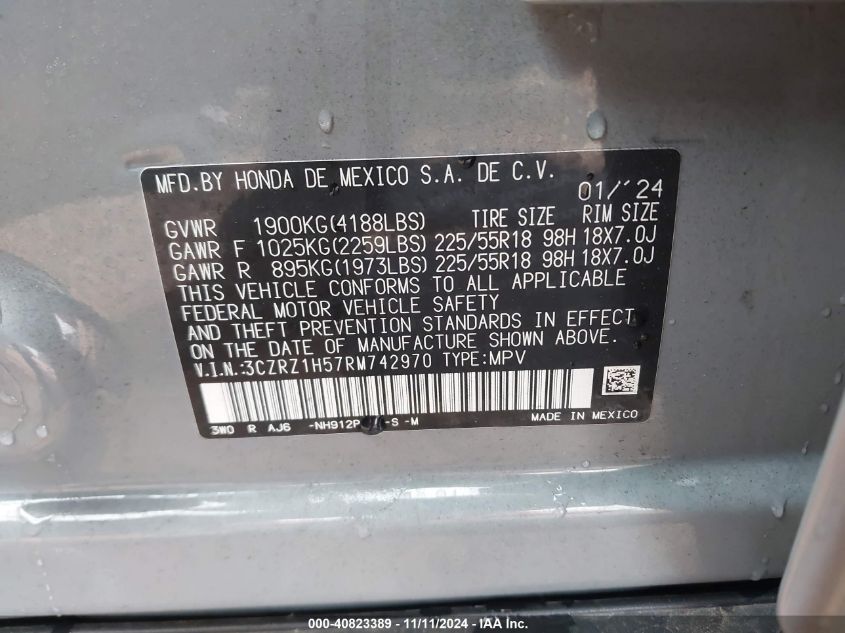 MFD.BY HONDA DE MEXICO S.A. DE C.V. 01/'24
GVWR 1900KG(4188LBS) TIRE SIZE RIM SIZE
GAWR F 1025KG(2259LBS) 225/55R18 98H 18X7.0J
GAWR R 895KG(1973LBS) 225/55R18 98H 18X7.0J
THIS VEHICLE CONFORMS TO ALL APPLICABLE
FEDERAL MOTOR VEHICLE SAFETY
AND THEFT PREVENTION STANDARDS IN EFFECT
ON THE DATE OF MANUFACTURE SHOWN ABOVE.
V.I.N.:3CZRZ1H57RM742970 TYPE:MPV
3W0 R AJ6 -S -M MADE IN MEXICO
000-40823389 - 11/11/2024 - IAA Inc.